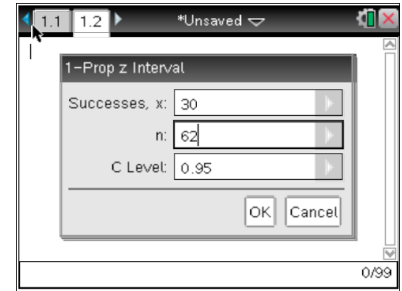 1.1 1.2 *Unsaved
1-Prop z Interval
Successes, x: 30
n: 62
C Level: 0.95
OK Cancel
0/99